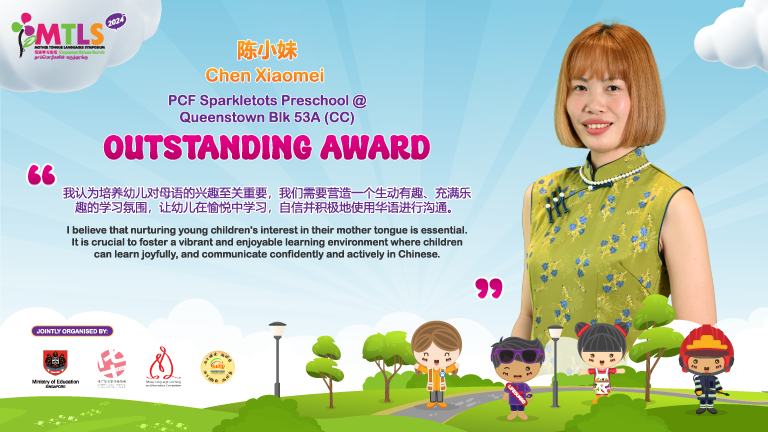 MTLS
2024
MOTHER TONGUE LANGUAGES SYMPOSIUM
陈小妹
Chen Xiaomei
PCF Sparkletots Preschool @
Queenstown Blk 53A (CC)
OUTSTANDING AWARD
“
我认为培养幼儿对母语的兴趣至关重要，我们需要营造一个生动有趣、充满乐
趣的学习氛围，让幼儿在愉悦中学习，自信并积极地使用华语进行沟通。
I believe that nurturing young children's interest in their mother tongue is essential.
It is crucial to foster a vibrant and enjoyable learning environment where children
can learn joyfully, and communicate confidently and actively in Chinese.
”
JOINTLY ORGANISED BY:
Ministry of Education
SINGAPORE